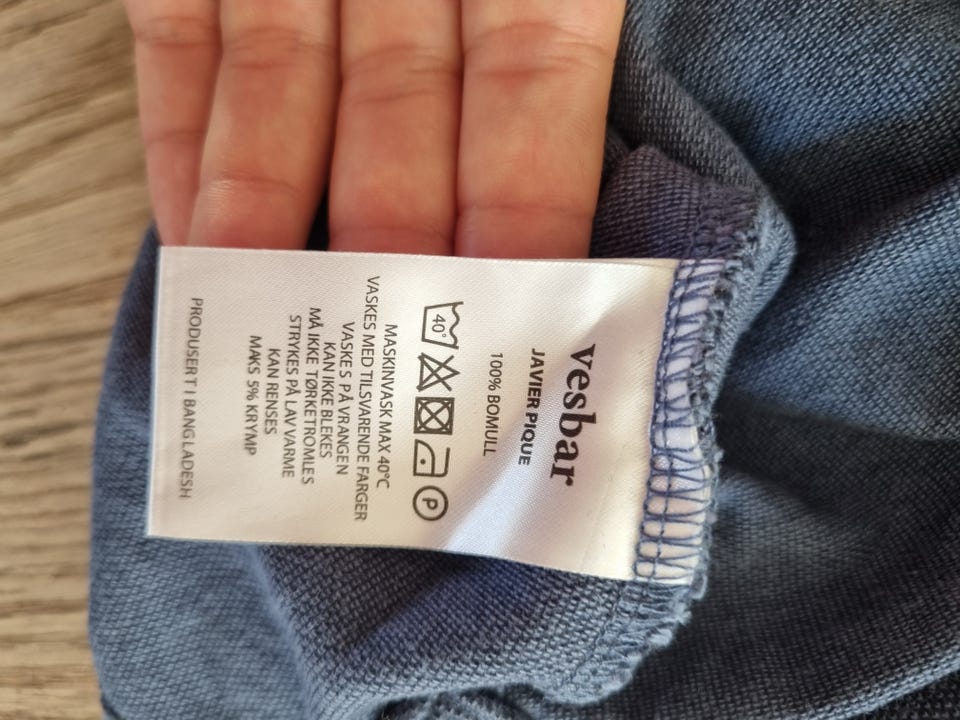 vesbar
JAVIER PIQUE
100% BOMULL
40°
P
MASKINVASK MAX 40°C
VASKES MED TILSVARENDE FARGER
VASKES PÅ VRANGEN
KAN IKKE BLEKES
MÅ IKKE TØRKETROMLES
STRYKES PÅ LAV VARME
KAN RENSES
MAKS 5% KRYMP
PRODUSERT I BANGLADESH